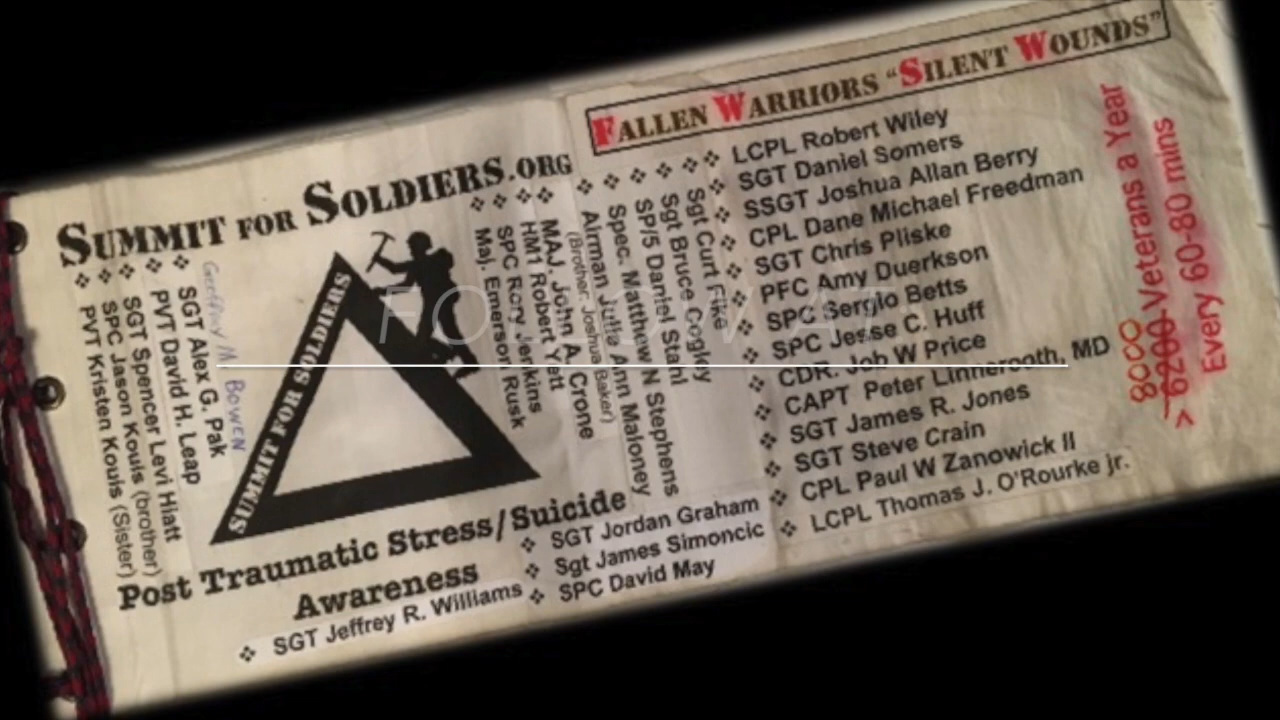 SUMMIT FOR SOLDIERS.ORG
SUMMIT FOR SOLDIERS
Post Traumatic Stress/Suicide
Awareness
❖ SGT Jeffrey R. Williams
❖ SGT Jordan Graham
❖ Sgt James Simoncic
❖ SPC David May
Bowen
❖ SGT Alex G. Pak
❖ PVT David H. Leap
❖ SGT Spencer Levi Hiatt
❖ SPC Jason Kouis (brother)
❖ PVT Kristen Kouis (Sister)
❖ MAJ. John A. Crone
❖ HM1 Robert Yett
❖ SPC Rory Jenkins
❖ Maj. Emerson Rusk
FALLEN WARRIORS "SILENT WOUNDS"
❖ Sgt Curt Fike
❖ Sgt Bruce Cogley
❖ SP/5 Daniel Stahl
❖ Spec. Matthew N Stephens
❖ Airman Julia Ann Maloney
(Brother: Joshua Baker)
❖ LCPL Robert Wiley
❖ SGT Daniel Somers
❖ SSGT Joshua Allan Berry
❖ CPL Dane Michael Freedman
❖ SGT Chris Pliske
❖ PFC Amy Duerkson
❖ SPC Sergio Betts
❖ SPC Jesse C. Huff
❖ CDR. Job W Price
❖ CAPT Peter Linnerooth, MD
❖ SGT James R. Jones
❖ SGT Steve Crain
❖ CPL Paul W Zanowick II
❖ LCPL Thomas J. O'Rourke jr.
8000
> 6200 Veterans a Year
Every 60-80 mins
FOLLOW AT :